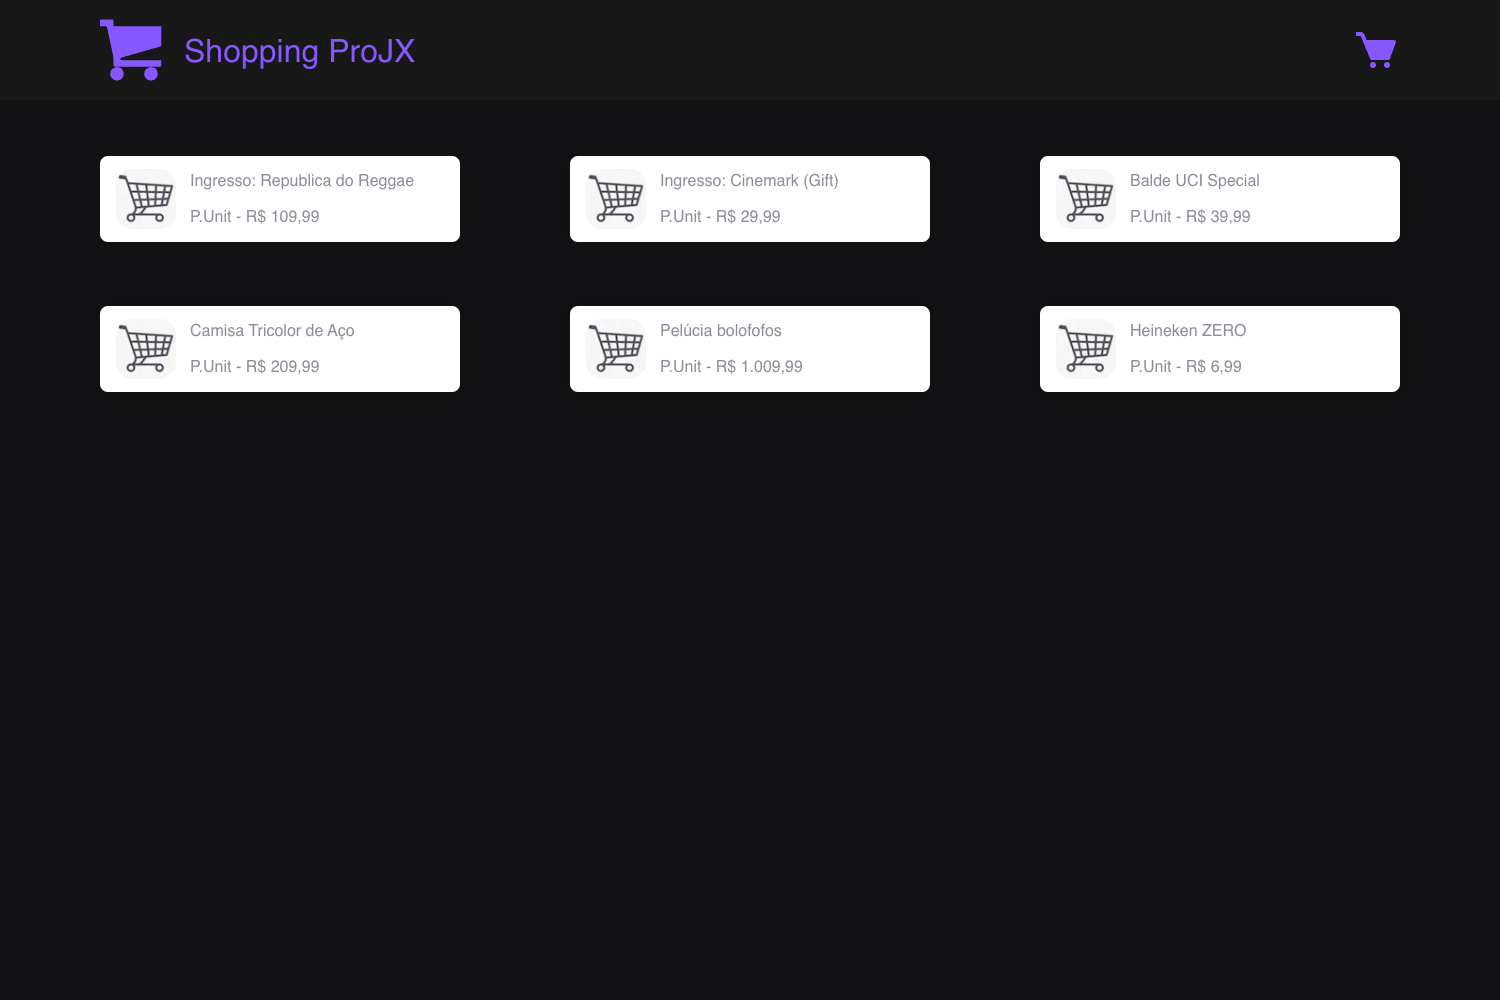 Shopping ProJX
Ingresso: Republica do Reggae
P.Unit - R$ 109,99
Ingresso: Cinemark (Gift)
P.Unit - R$ 29,99
Balde UCI Special
P.Unit - R$ 39,99
Camisa Tricolor de Aço
P.Unit - R$ 209,99
Pelúcia bolofofos
P.Unit - R$ 1.009,99
Heineken ZERO
P.Unit - R$ 6,99